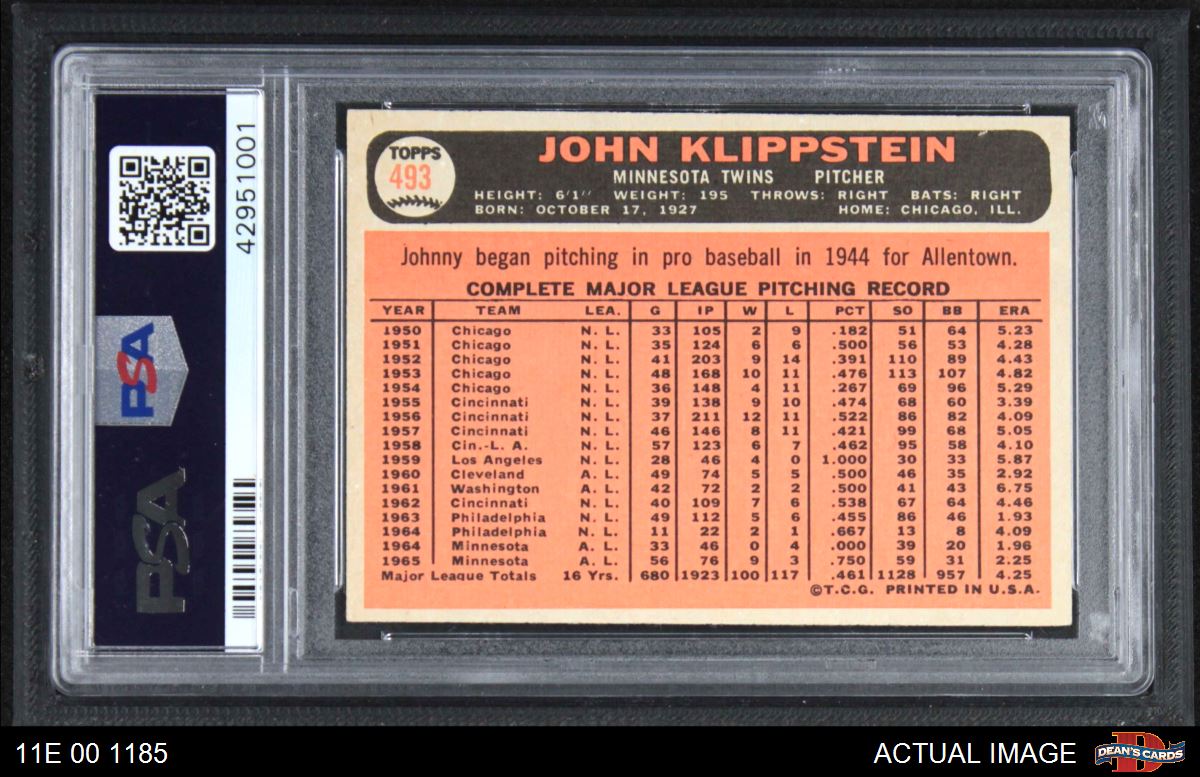 42951001
PSA
PSA
TOPPS
493
JOHN KLIPPSTEIN
MINNESOTA TWINS PITCHER
HEIGHT: 6'1" WEIGHT: 195 THROWS: RIGHT BATS: RIGHT
BORN: OCTOBER 17, 1927 HOME: CHICAGO, ILL.
Johnny began pitching in pro baseball in 1944 for Allentown.
COMPLETE MAJOR LEAGUE PITCHING RECORD
YEAR TEAM LEA. G IP W L PCT SO BB ERA
1950 Chicago N. L. 33 105 2 9 .182 51 64 5.23
1951 Chicago N. L. 35 124 6 6 .500 56 53 4.28
1952 Chicago N. L. 41 203 9 14 .391 110 89 4.43
1953 Chicago N. L. 48 168 10 11 .476 113 107 4.82
1954 Chicago N. L. 36 148 4 11 .267 69 96 5.29
1955 Cincinnati N. L. 39 138 9 10 .474 68 60 3.39
1956 Cincinnati N. L. 37 211 12 11 .522 86 82 4.09
1957 Cincinnati N. L. 46 146 8 11 .421 99 68 5.05
1958 Cin.-L. A. N. L. 57 123 6 7 .462 95 58 4.10
1959 Los Angeles N. L. 28 46 4 0 1.000 30 33 5.87
1960 Cleveland A. L. 49 74 5 5 .500 46 35 2.92
1961 Washington A. L. 42 72 2 2 .500 41 43 6.75
1962 Cincinnati N. L. 40 109 7 6 .538 67 64 4.46
1963 Philadelphia N. L. 49 112 5 6 .455 86 46 1.93
1964 Philadelphia N. L. 11 22 2 1 .667 13 8 4.09
1964 Minnesota A. L. 33 46 0 4 .000 39 20 1.96
1965 Minnesota A. L. 56 76 9 3 .750 59 31 2.25
Major League Totals 16 Yrs. 680 1923 100 117 .461 1128 957 4.25
©T.C.G. PRINTED IN U.S.A.
11E 00 1185
ACTUAL IMAGE
DEAN'S CARDS